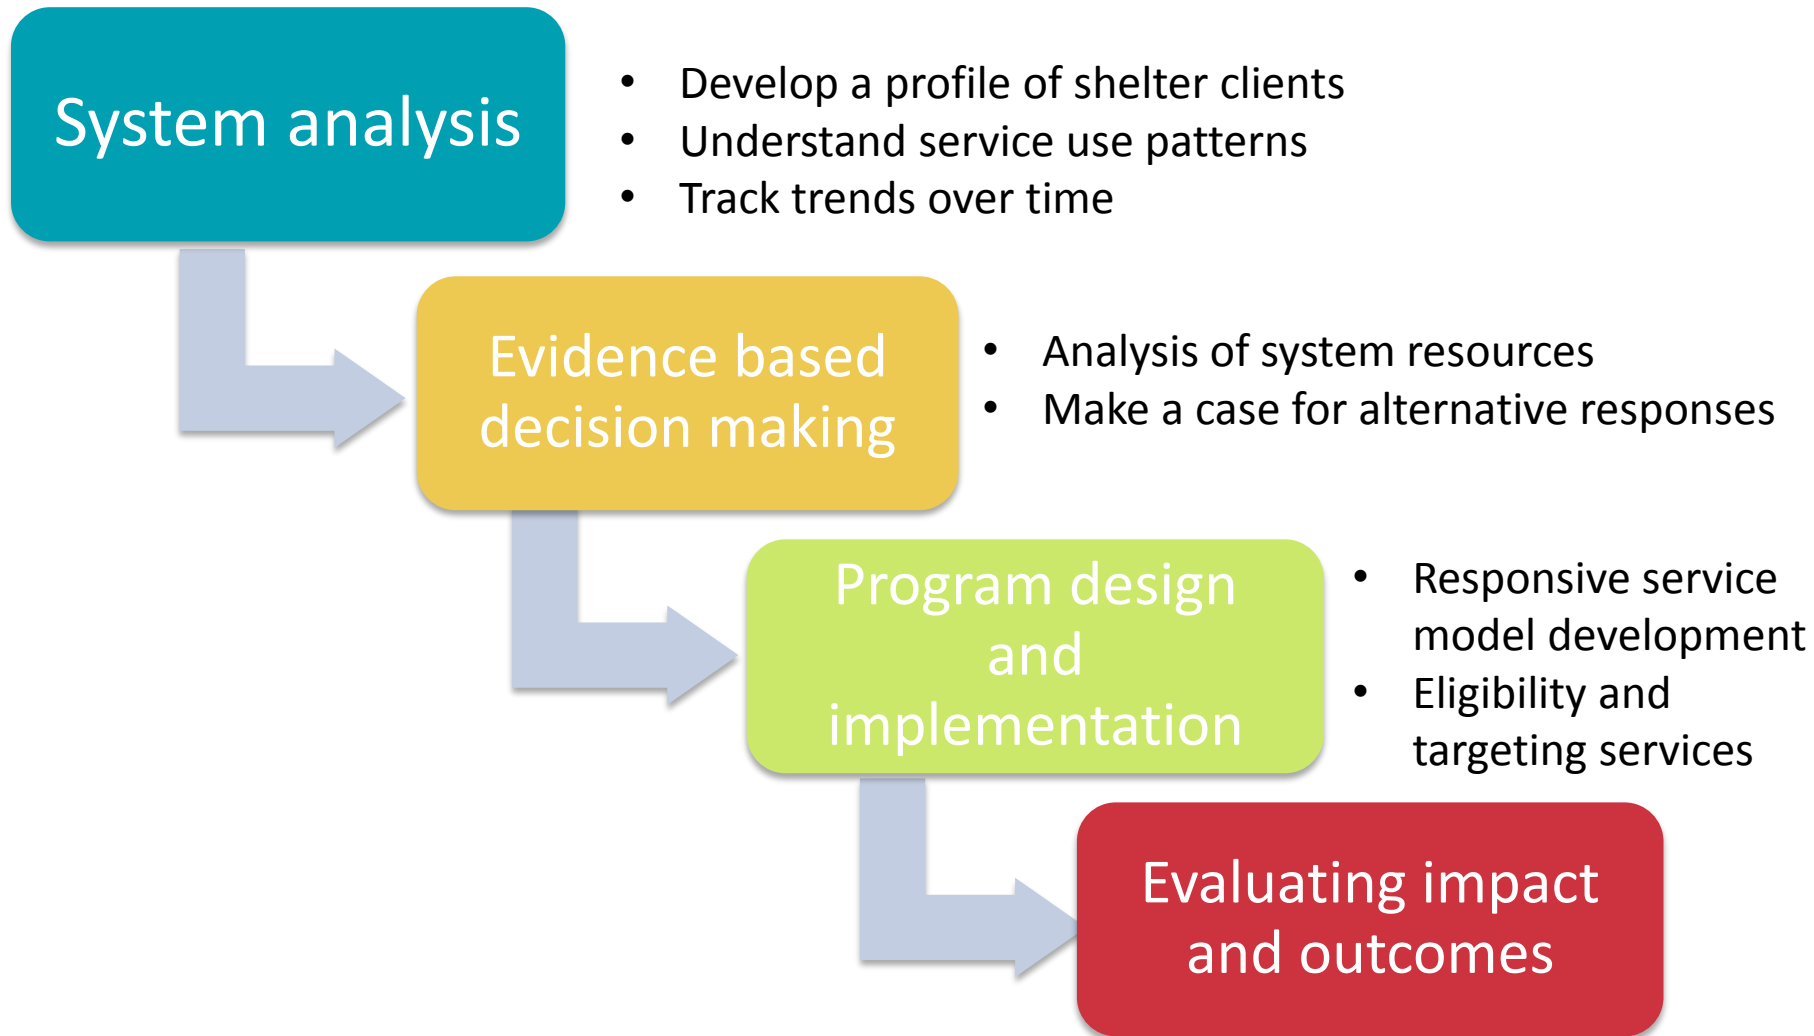 System analysis
• Develop a profile of shelter clients
• Understand service use patterns
• Track trends over time
Evidence based
decision making
• Analysis of system resources
• Make a case for alternative responses
Program design
and
implementation
• Responsive service
model development
• Eligibility and
targeting services
Evaluating impact
and outcomes